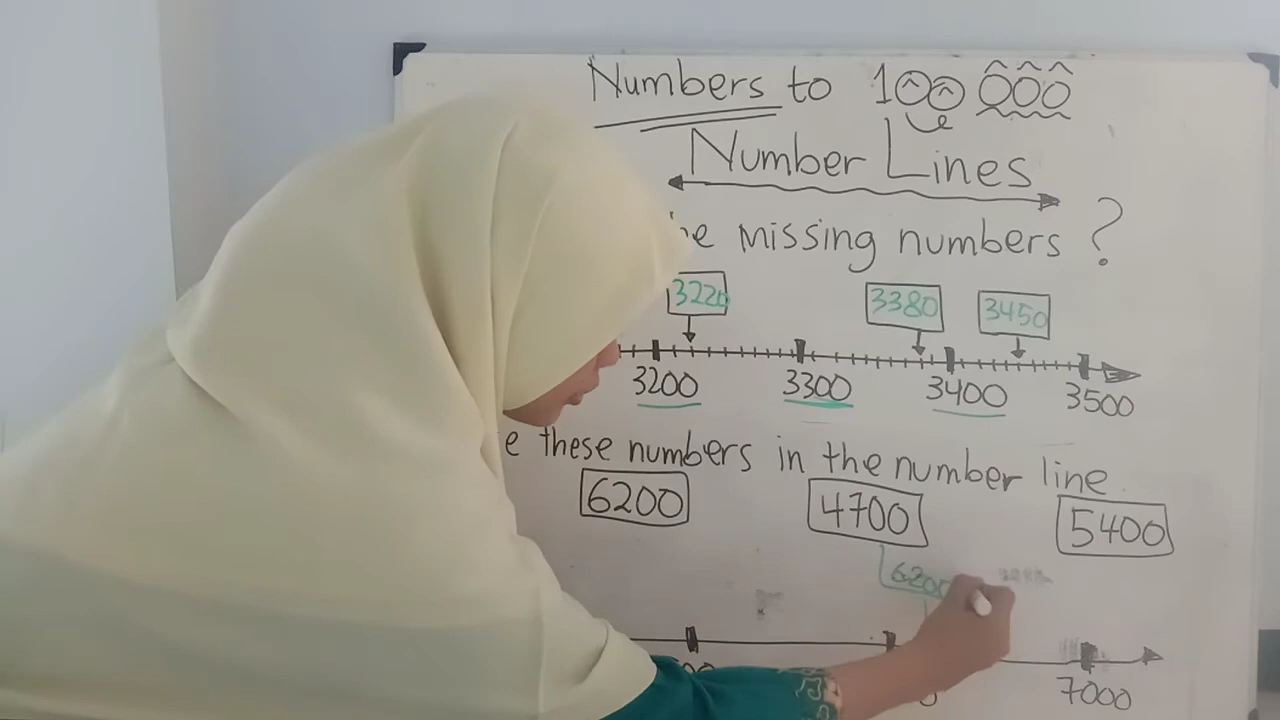 Numbers to 100 000
Number Lines
missing numbers ?
3220 3380 3450
3200 3300 3400 3500
these numbers in the number line.
6200 4700 5400
6200
7000